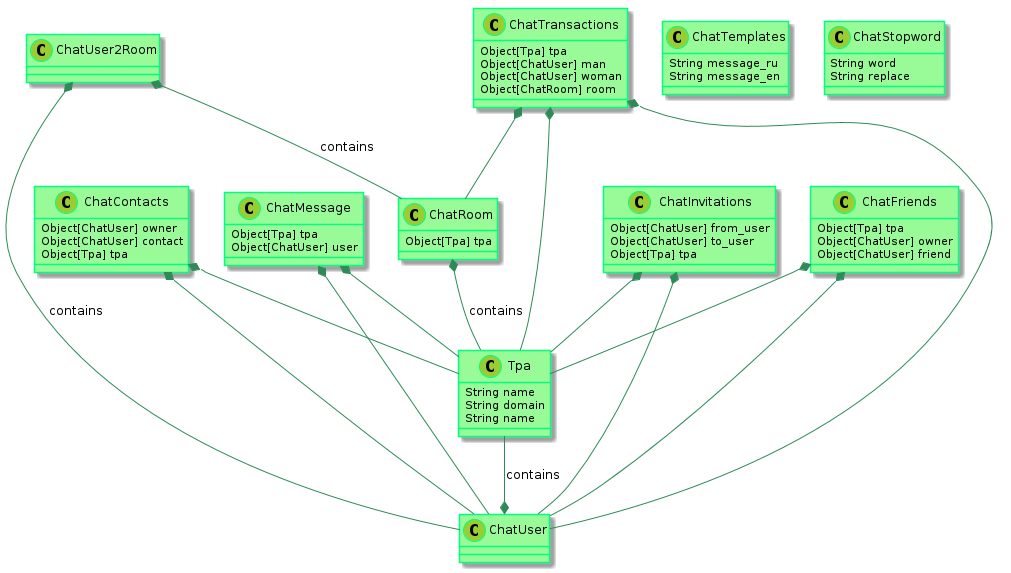 C ChatUser2Room
C ChatTransactions
Object[Tpa] tpa
Object[ChatUser] man
Object[ChatUser] woman
Object[ChatRoom] room
C ChatTemplates
String message_ru
String message_en
C ChatStopword
String word
String replace
contains
C ChatContacts
Object[ChatUser] owner
Object[ChatUser] contact
Object[Tpa] tpa
C ChatMessage
Object[Tpa] tpa
Object[ChatUser] user
C ChatRoom
Object[Tpa] tpa
C ChatInvitations
Object[ChatUser] from_user
Object[ChatUser] to_user
Object[Tpa] tpa
C ChatFriends
Object[Tpa] tpa
Object[ChatUser] owner
Object[ChatUser] friend
contains
contains
C Tpa
String name
String domain
String name
contains
C ChatUser